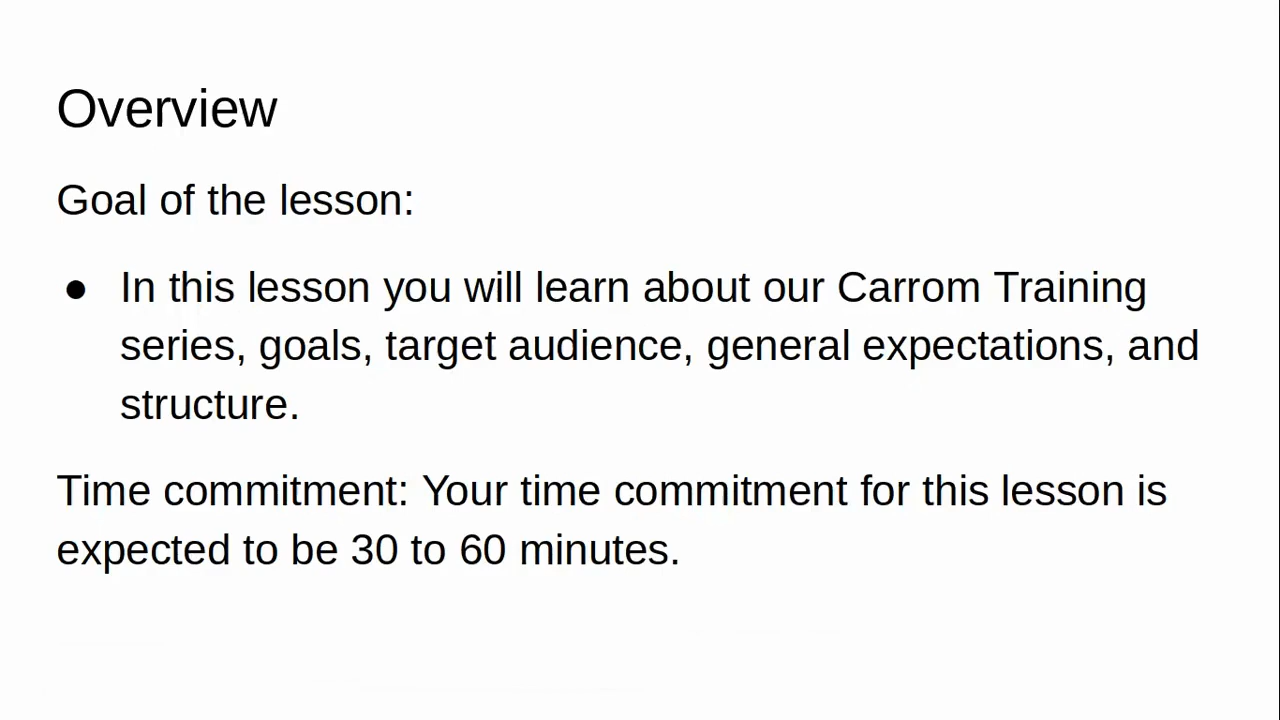 Overview
Goal of the lesson:
● In this lesson you will learn about our Carrom Training
series, goals, target audience, general expectations, and
structure.
Time commitment: Your time commitment for this lesson is
expected to be 30 to 60 minutes.